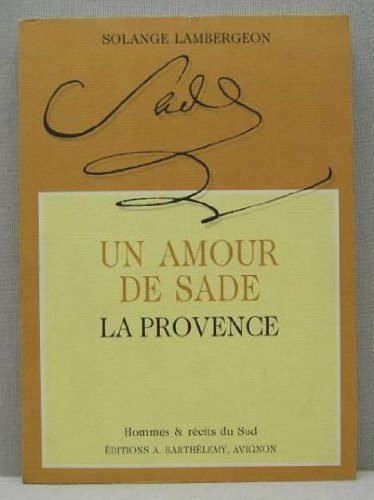 SOLANGE LAMBERGEON
Sade
UN AMOUR
DE SADE
LA PROVENCE
Hommes & récits du Sud
ÉDITIONS A. BARTHÉLEMY, AVIGNON